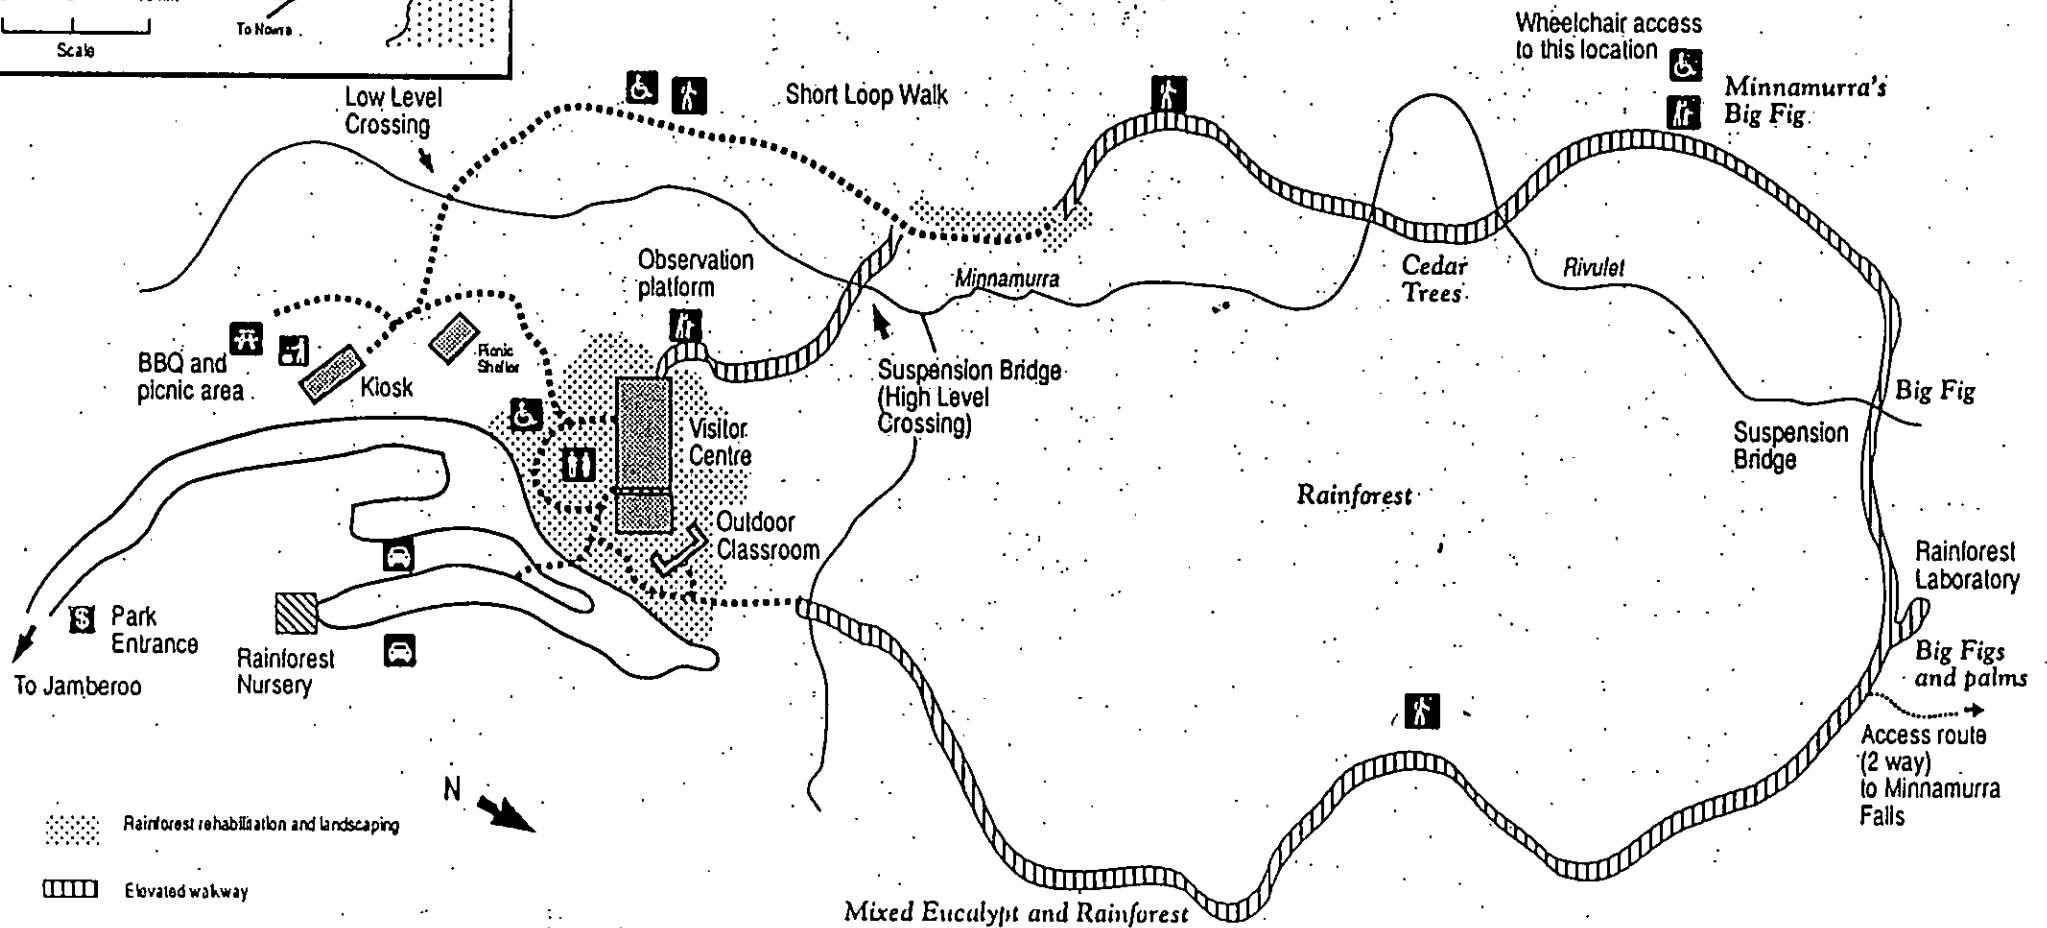 Scale
To Nowra
Low Level
Crossing
Short Loop Walk
Wheelchair access
to this location
Minnamurra's
Big Fig
Observation
platform
Minnamurra
Cedar
Trees
Rivulet
BBQ and
picnic area
Kiosk
Picnic
Shelter
Suspension Bridge
(High Level
Crossing)
Big Fig
Suspension
Bridge
Visitor
Centre
Rainforest
Outdoor
Classroom
Rainforest
Laboratory
$
Park
Entrance
To Jamberoo
Rainforest
Nursery
Big Figs
and palms
Access route
(2 way)
to Minnamurra
Falls
N
Rainforest rehabilitation and landscaping
Elevated walkway
Mixed Eucalypt and Rainforest